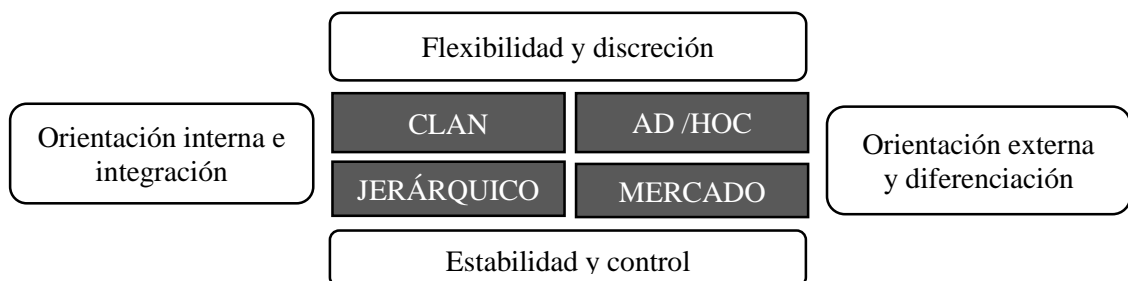 Flexibilidad y discreción
CLAN
AD /HOC
Orientación interna e
integración
Orientación externa
y diferenciación
JERÁRQUICO
MERCADO
Estabilidad y control